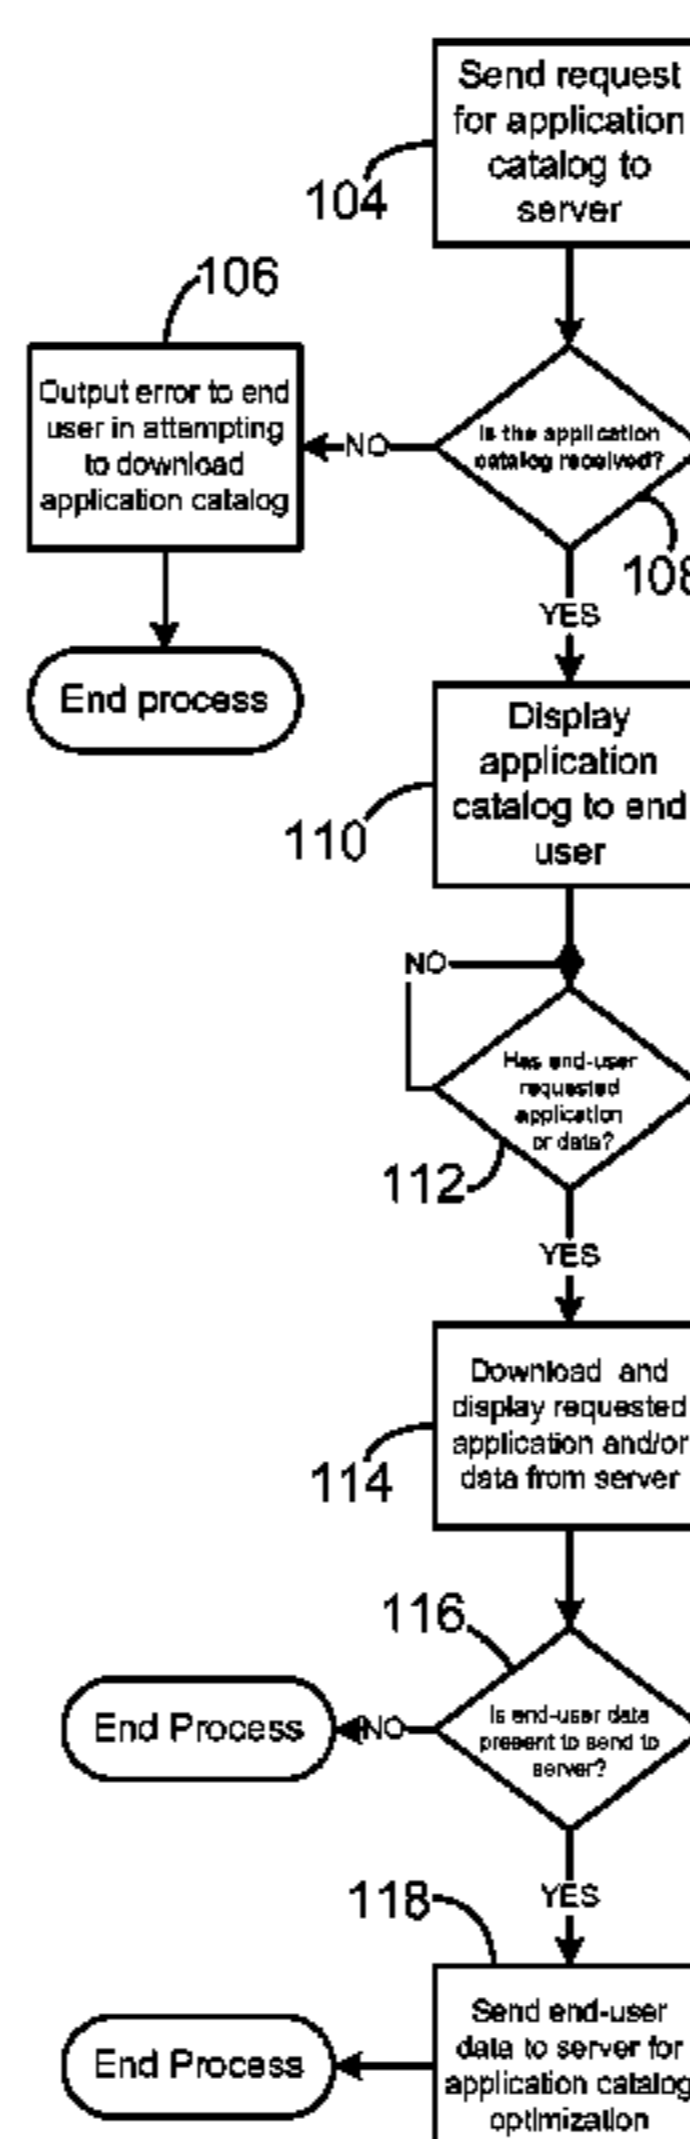 Send request
for application
catalog to
server
104
106
Output error to end
user in attempting
to download
application catalog
NO
Is the application
catalog received?
108
YES
End process
Display
application
catalog to end
user
110
NO
Has end-user
requested
application
or data?
112
YES
Download and
display requested
application and/or
data from server
114
116
End Process
NO
Is end-user data
present to send to
server?
118
YES
End Process
Send end-user
data to server for
application catalog
optimization